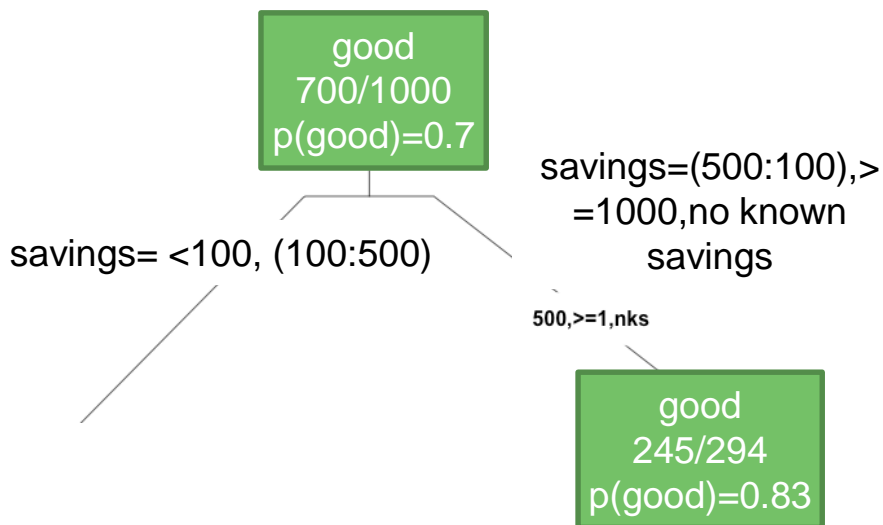 good
700/1000
p(good)=0.7
savings=(500:100),>
=1000,no known
savings
savings= <100, (100:500)
500,>=1,nks
good
245/294
p(good)=0.83